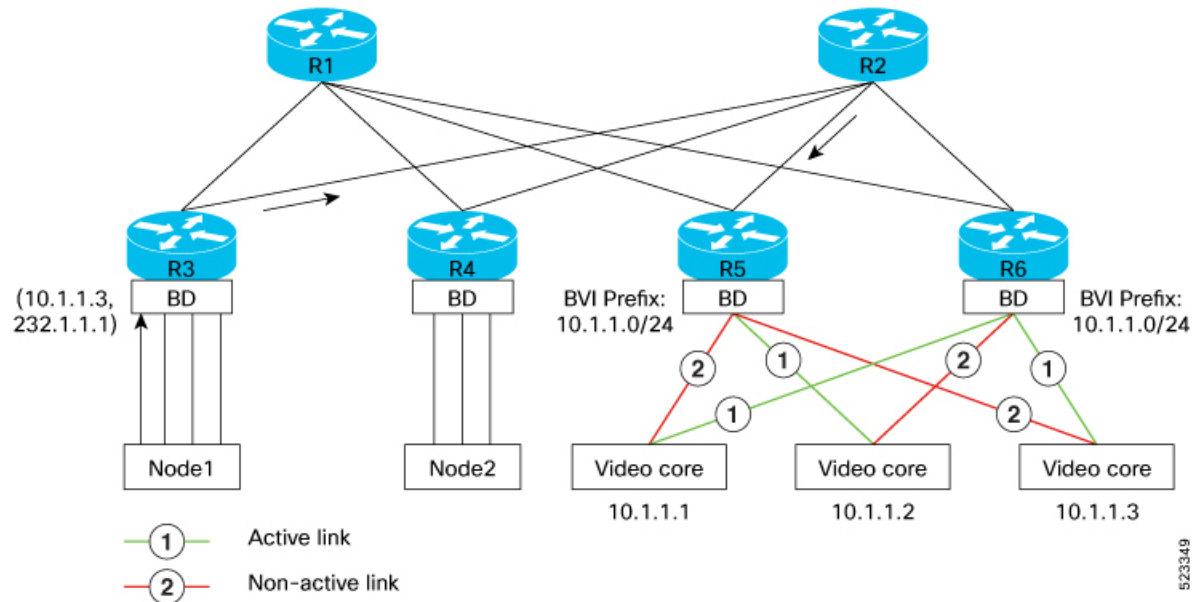 R1
R2
R3
R4
R5
R6
(10.1.1.3,
232.1.1.1)
BD
BD
BVI Prefix:
10.1.1.0/24
BD
BD
BVI Prefix:
10.1.1.0/24
2
1
2
1
1
2
Node1
Node2
Video core
Video core
Video core
10.1.1.1
10.1.1.2
10.1.1.3
1 Active link
2 Non-active link
523349